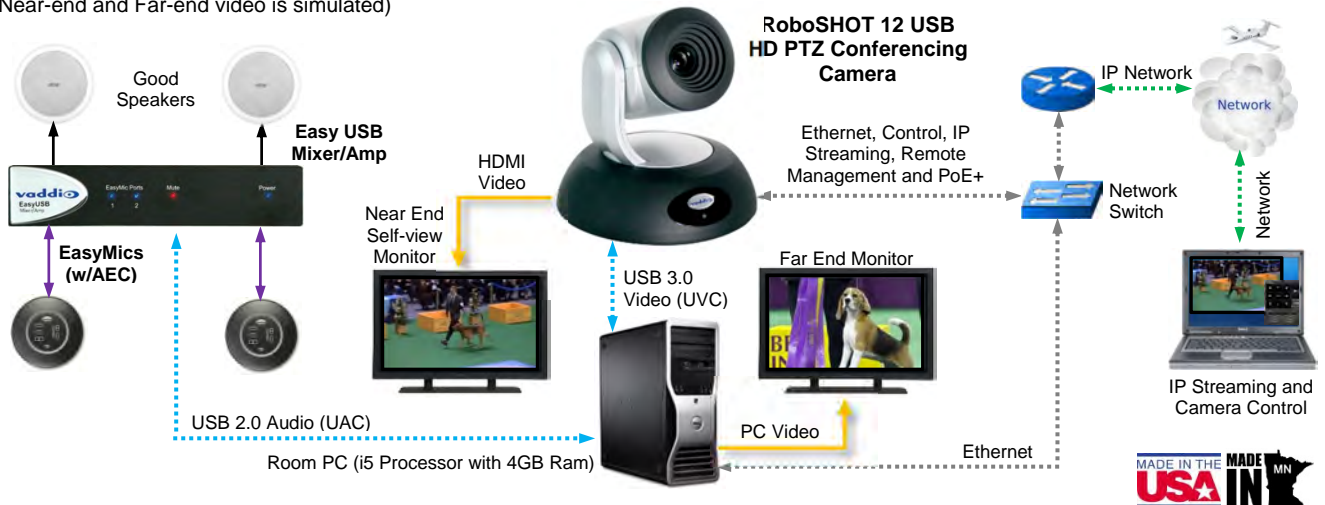 Near-end and Far-end video is simulated)
Good
Speakers
Easy USB
Mixer/Amp
vaddio
EasyUSB
Mixer/Amp
EasyMic Ports
1 2
Mute
Power
EasyMics
(w/AEC)
HDMI
Video
Near End
Self-view
Monitor
RoboSHOT 12 USB
HD PTZ Conferencing
Camera
Ethernet, Control, IP
Streaming, Remote
Management and PoE+
USB 3.0
Video (UVC)
Far End Monitor
IP Network
Network
Network
Switch
Network
IP Streaming and
Camera Control
USB 2.0 Audio (UAC)
Room PC (i5 Processor with 4GB Ram)
PC Video
Ethernet
MADE IN THE
USA
MADE
IN
MN